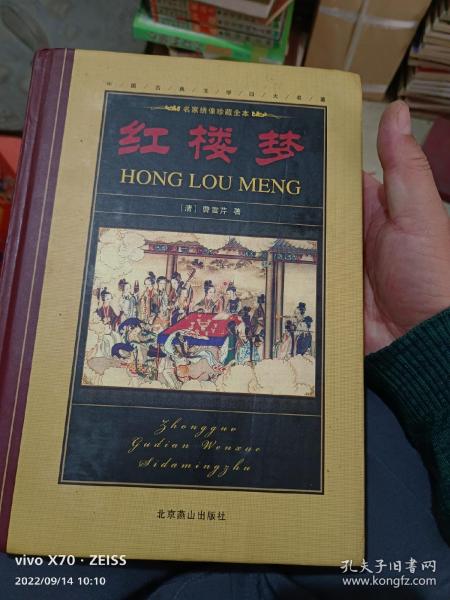 中国古典文学四大名著
名家绣像珍藏全本
红楼梦
HONG LOU MENG
[清] 曹雪芹 著
Zhongguo
Gudian Wenxue
Sidamingzhu
北京燕山出版社
vivo X70 · ZEISS
2022/09/14 10:10
孔夫子旧书网
www.kongfz.com